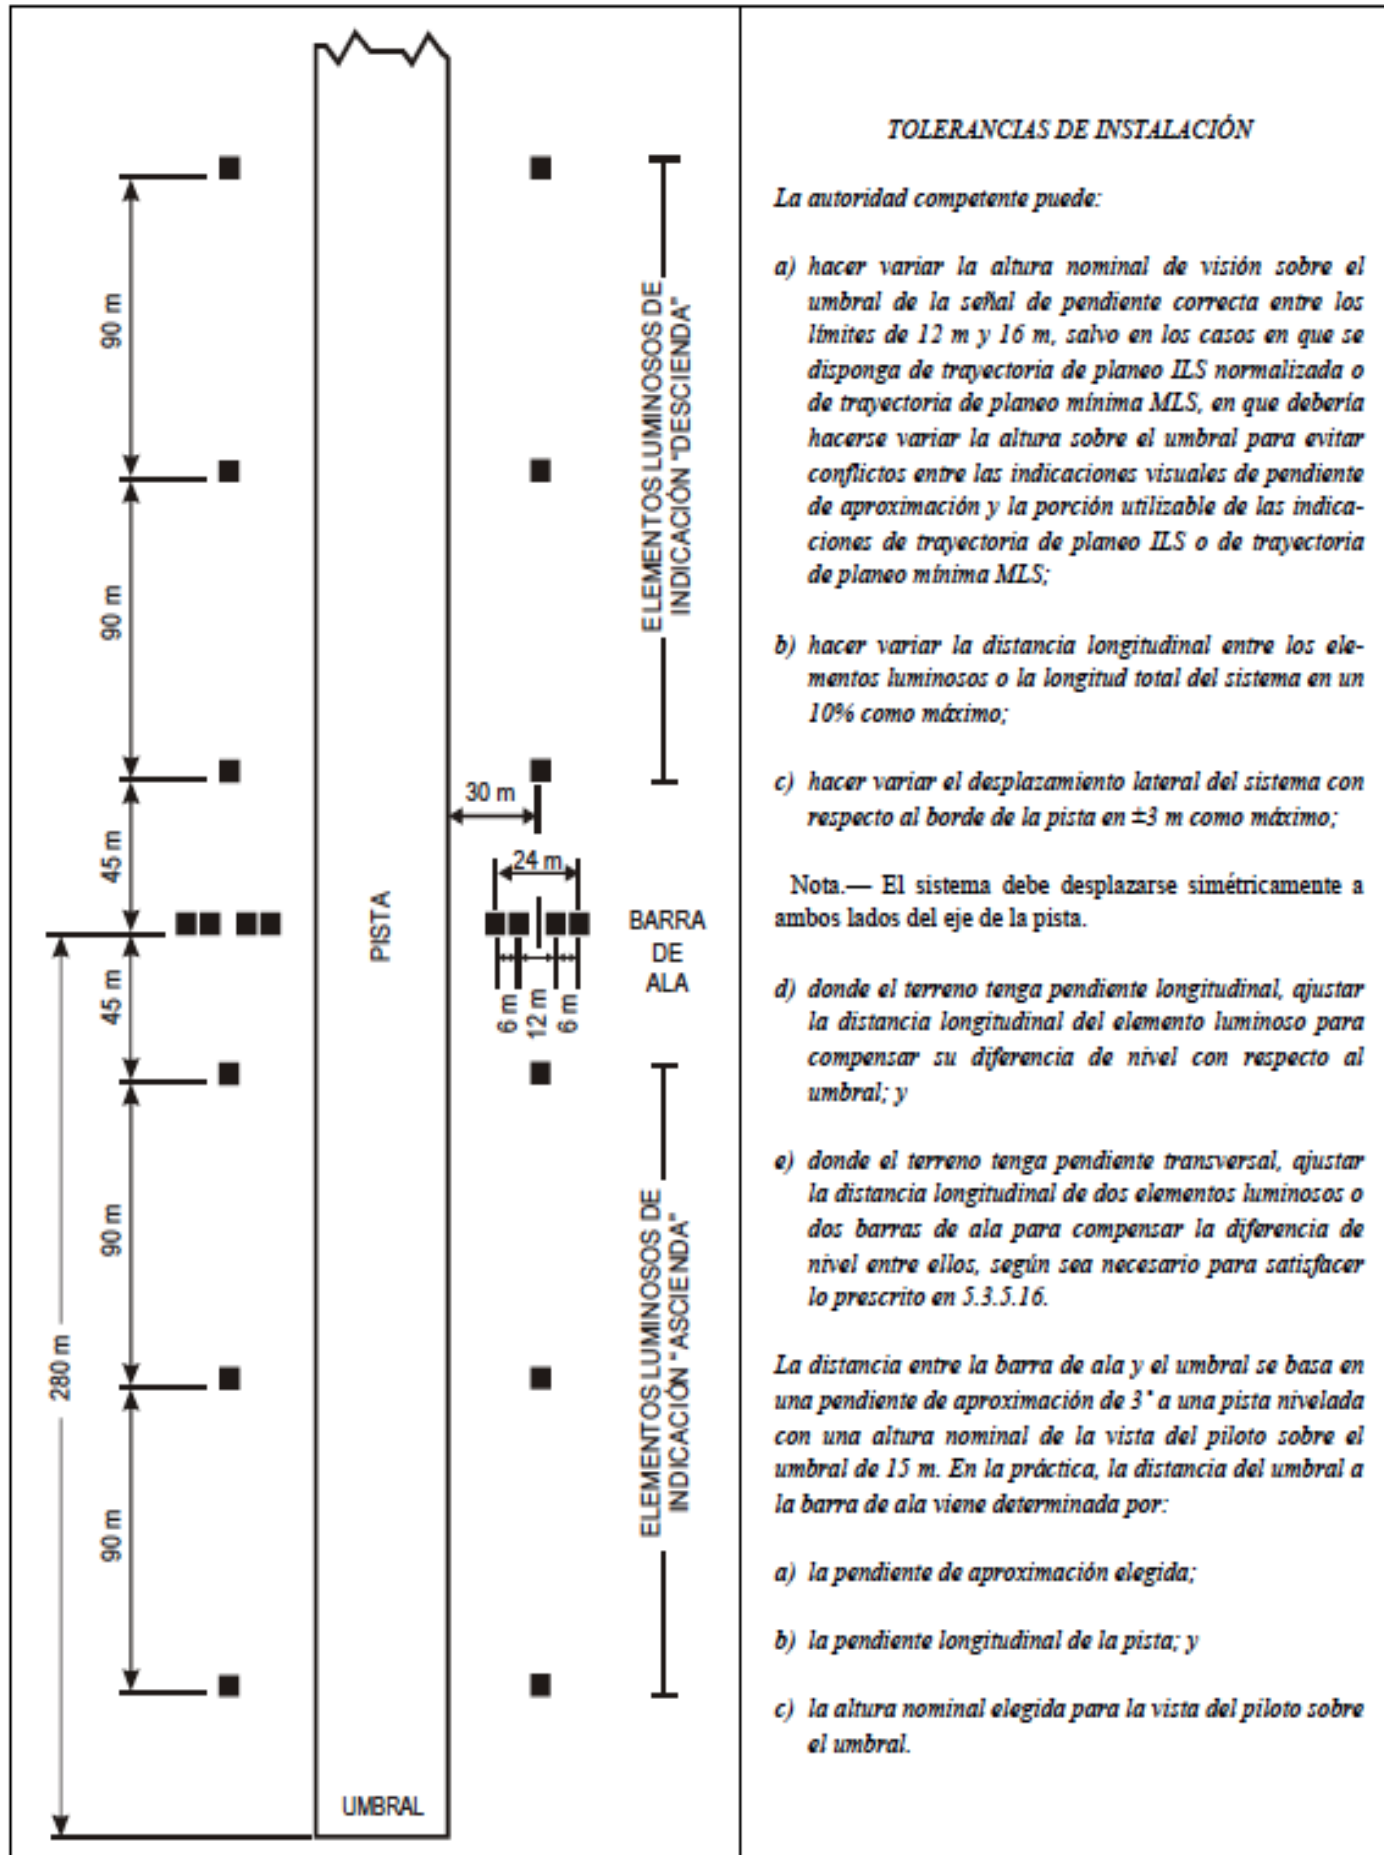 90 m
90 m
45 m
45 m
90 m
90 m
280 m
PISTA
UMBRAL
30 m
24 m
6 m
12 m
6 m
ELEMENTOS LUMINOSOS DE
INDICACIÓN "DESCIENDA"
BARRA
DE
ALA
ELEMENTOS LUMINOSOS DE
INDICACIÓN "ASCIENDA"
TOLERANCIAS DE INSTALACIÓN
La autoridad competente puede:
a) hacer variar la altura nominal de visión sobre el
umbral de la señal de pendiente correcta entre los
límites de 12 m y 16 m, salvo en los casos en que se
disponga de trayectoria de planeo ILS normalizada o
de trayectoria de planeo mínima MLS, en que debería
hacerse variar la altura sobre el umbral para evitar
conflictos entre las indicaciones visuales de pendiente
de aproximación y la porción utilizable de las indica-
ciones de trayectoria de planeo ILS o de trayectoria
de planeo mínima MLS;
b) hacer variar la distancia longitudinal entre los ele-
mentos luminosos o la longitud total del sistema en un
10% como máximo;
c) hacer variar el desplazamiento lateral del sistema con
respecto al borde de la pista en ±3 m como máximo;
Nota.— El sistema debe desplazarse simétricamente a
ambos lados del eje de la pista.
d) donde el terreno tenga pendiente longitudinal, ajustar
la distancia longitudinal del elemento luminoso para
compensar su diferencia de nivel con respecto al
umbral; y
e) donde el terreno tenga pendiente transversal, ajustar
la distancia longitudinal de dos elementos luminosos o
dos barras de ala para compensar la diferencia de
nivel entre ellos, según sea necesario para satisfacer
lo prescrito en 5.3.5.16.
La distancia entre la barra de ala y el umbral se basa en
una pendiente de aproximación de 3° a una pista nivelada
con una altura nominal de la vista del piloto sobre el
umbral de 15 m. En la práctica, la distancia del umbral a
la barra de ala viene determinada por:
a) la pendiente de aproximación elegida;
b) la pendiente longitudinal de la pista; y
c) la altura nominal elegida para la vista del piloto sobre
el umbral.